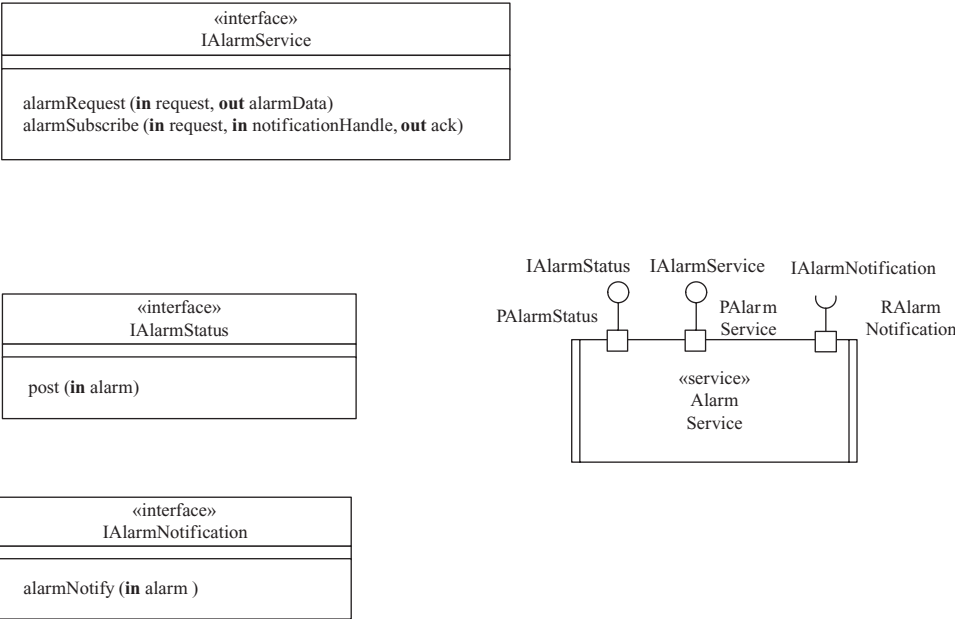 «interface»
IAlarmService
alarmRequest (in request, out alarmData)
alarmSubscribe (in request, in notificationHandle, out ack)
«interface»
IAlarmStatus
post (in alarm)
«interface»
IAlarmNotification
alarmNotify (in alarm )
IAlarmStatus
IAlarmService
IAlarmNotification
PAlarmStatus
PAlarm
Service
RAlarm
Notification
«service»
Alarm
Service